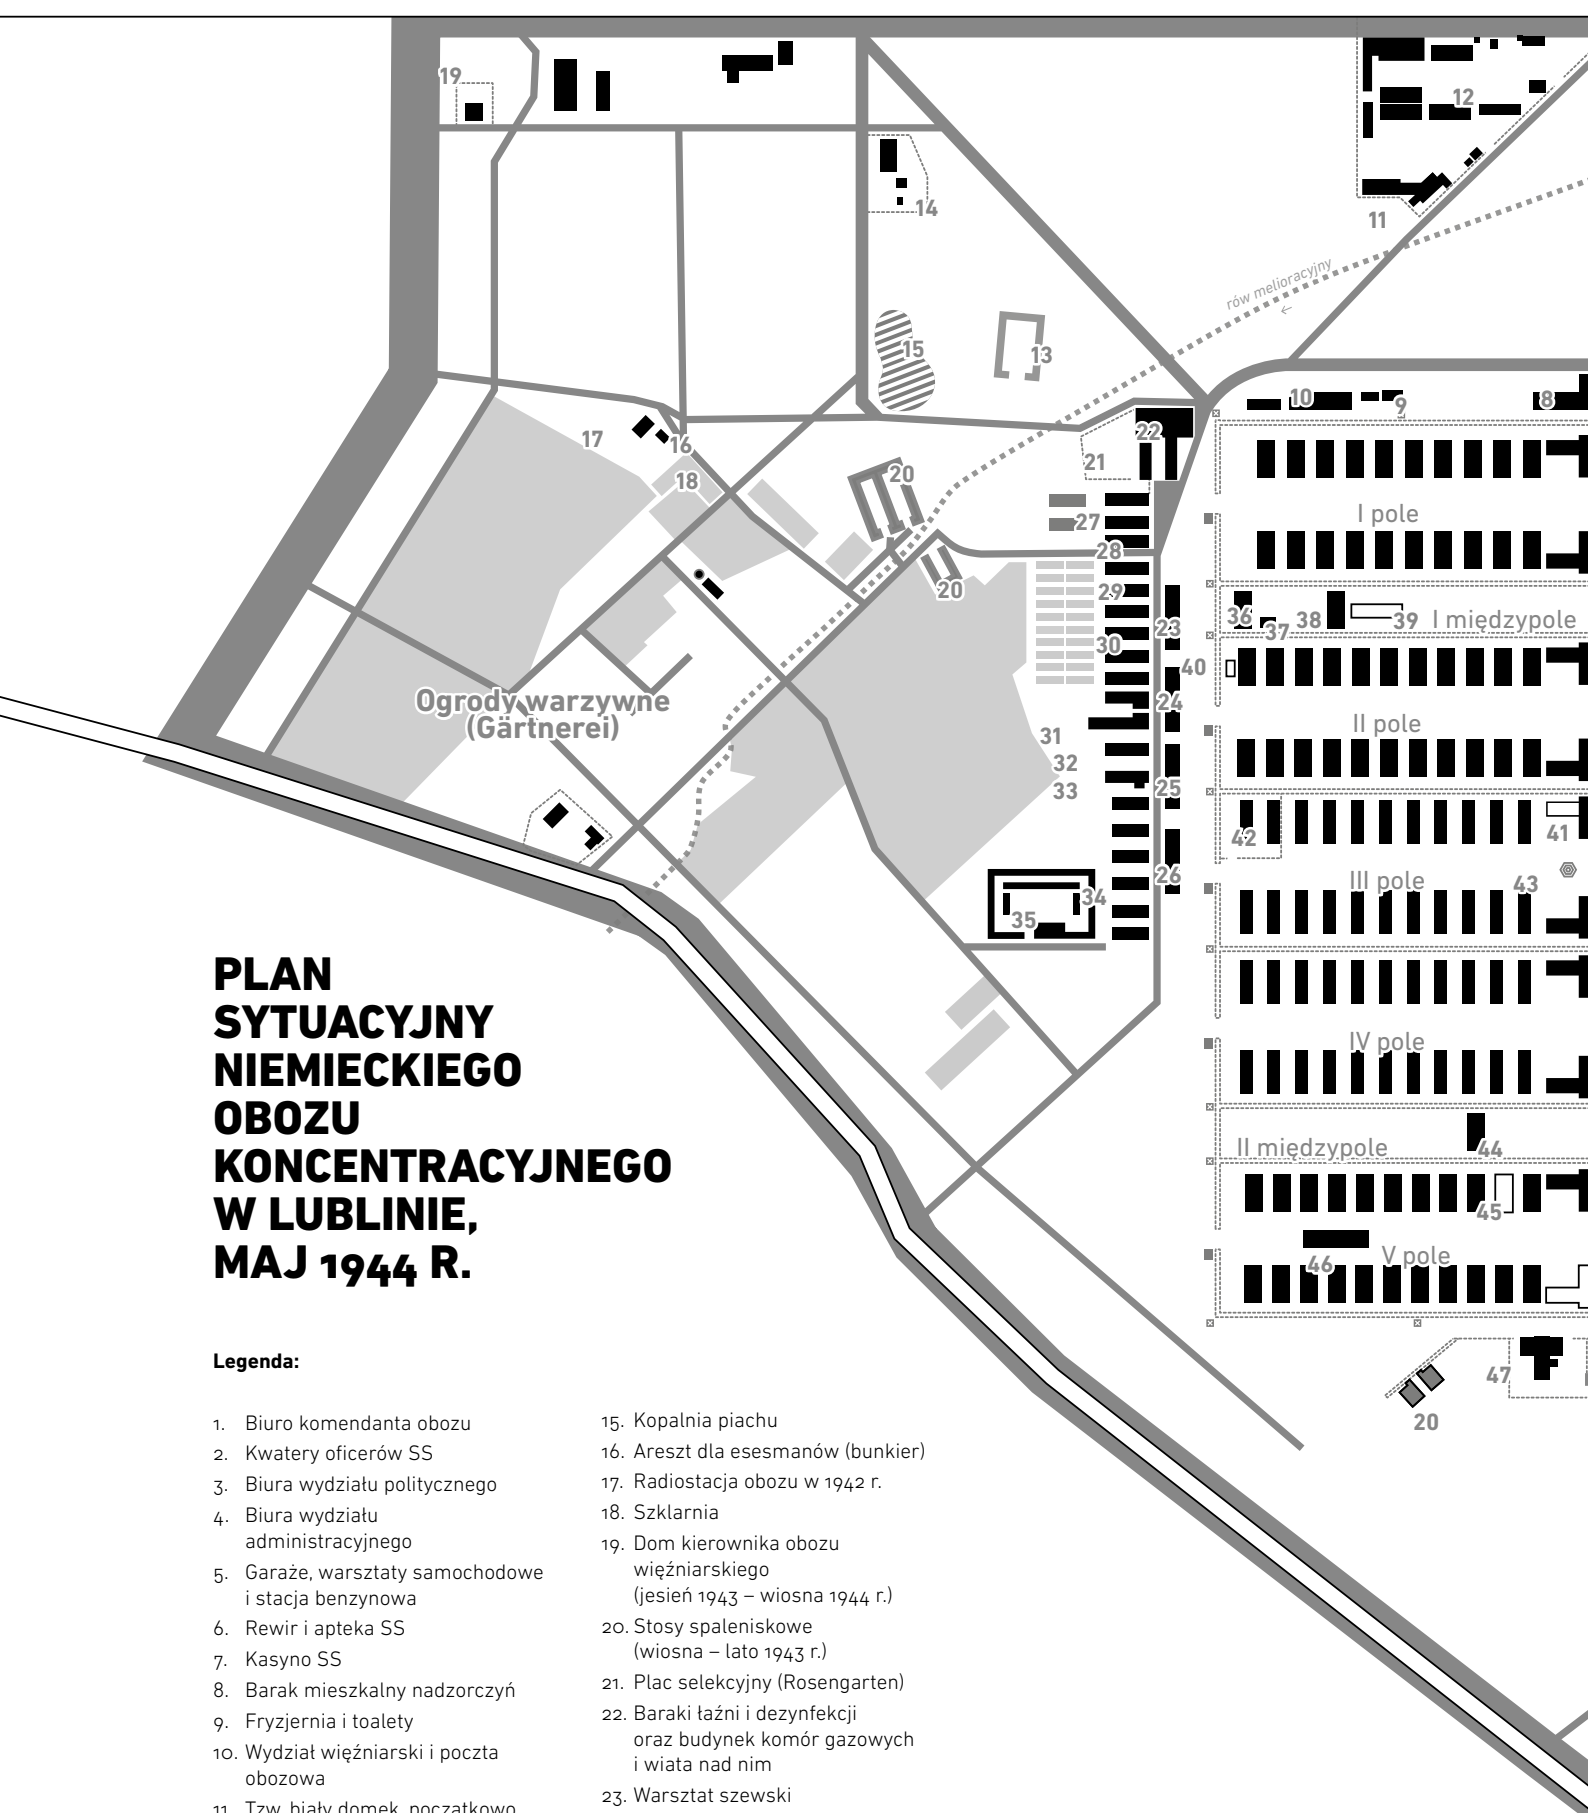 19
12
14
11
rów melioracyjny
15
13
10
9
8
17
16
22
21
18
20
27
I pole
28
20
29
23
36
37
38
39
I międzypole
30
40
24
Ogrody warzywne
(Gärtnerei)
31
32
33
II pole
25
42
41
26
III pole
43
34
35
PLAN
SYTUACYJNY
NIEMIECKIEGO
OBOZU
KONCENTRACYJNEGO
W LUBLINIE,
MAJ 1944 R.
IV pole
II międzypole
44
45
46
V pole
47
20
Legenda:
1. Biuro komendanta obozu
2. Kwatery oficerów SS
3. Biura wydziału politycznego
4. Biura wydziału
administracyjnego
5. Garaże, warsztaty samochodowe
i stacja benzynowa
6. Rewir i apteka SS
7. Kasyno SS
8. Barak mieszkalny nadzorczyń
9. Fryzjernia i toalety
10. Wydział więźniarski i poczta
obozowa
11. Tzw. biały domek, początkowo
15. Kopalnia piachu
16. Areszt dla esesmanów (bunkier)
17. Radiostacja obozu w 1942 r.
18. Szklarnia
19. Dom kierownika obozu
więźniarskiego
(jesień 1943 – wiosna 1944 r.)
20. Stosy spaleniskowe
(wiosna – lato 1943 r.)
21. Plac selekcyjny (Rosengarten)
22. Baraki łaźni i dezynfekcji
oraz budynek komór gazowych
i wiata nad nim
23. Warsztat szewski